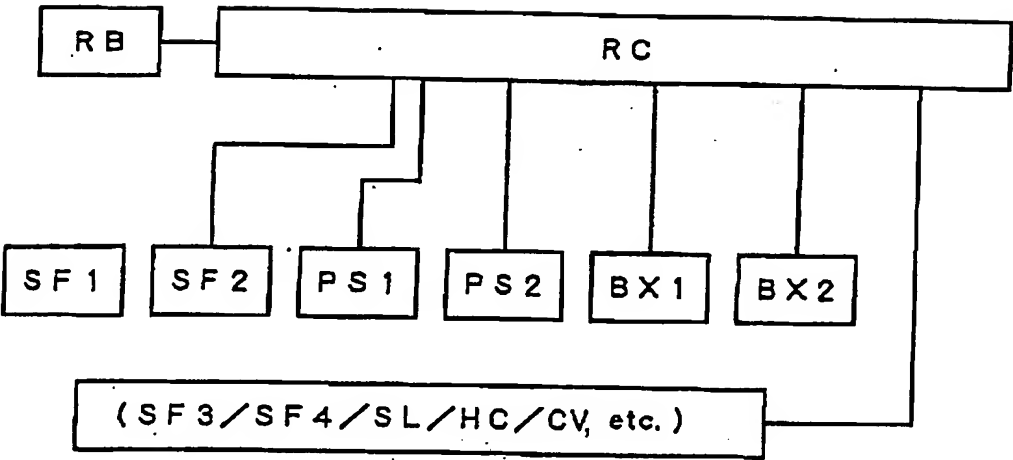 RB
RC
SF1
SF2
PS1
PS2
BX1
BX2
(SF3/SF4/SL/HC/CV, etc.)